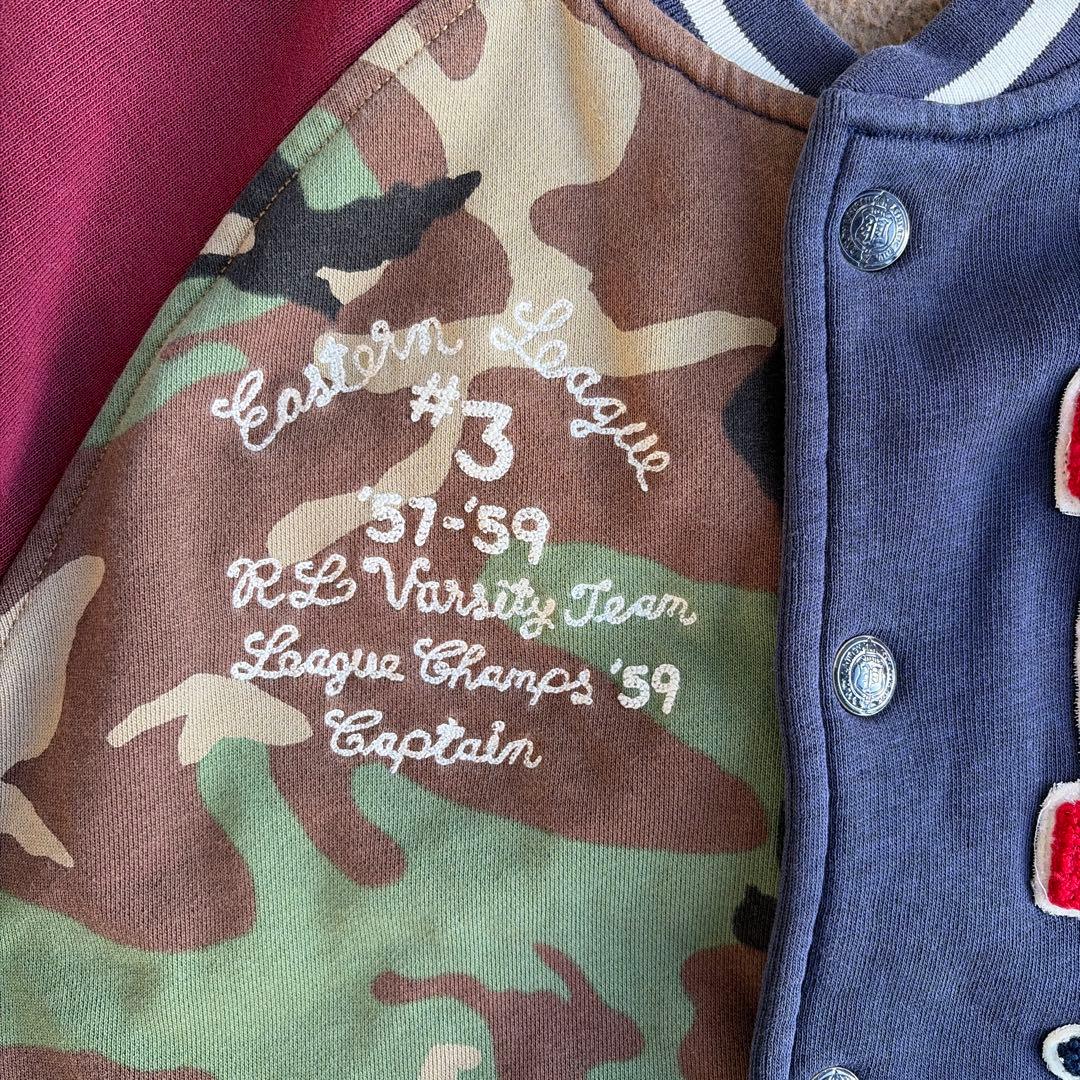 Eastern League
#3
'57-'59
RL Varsity Team
League Champs '59
Captain